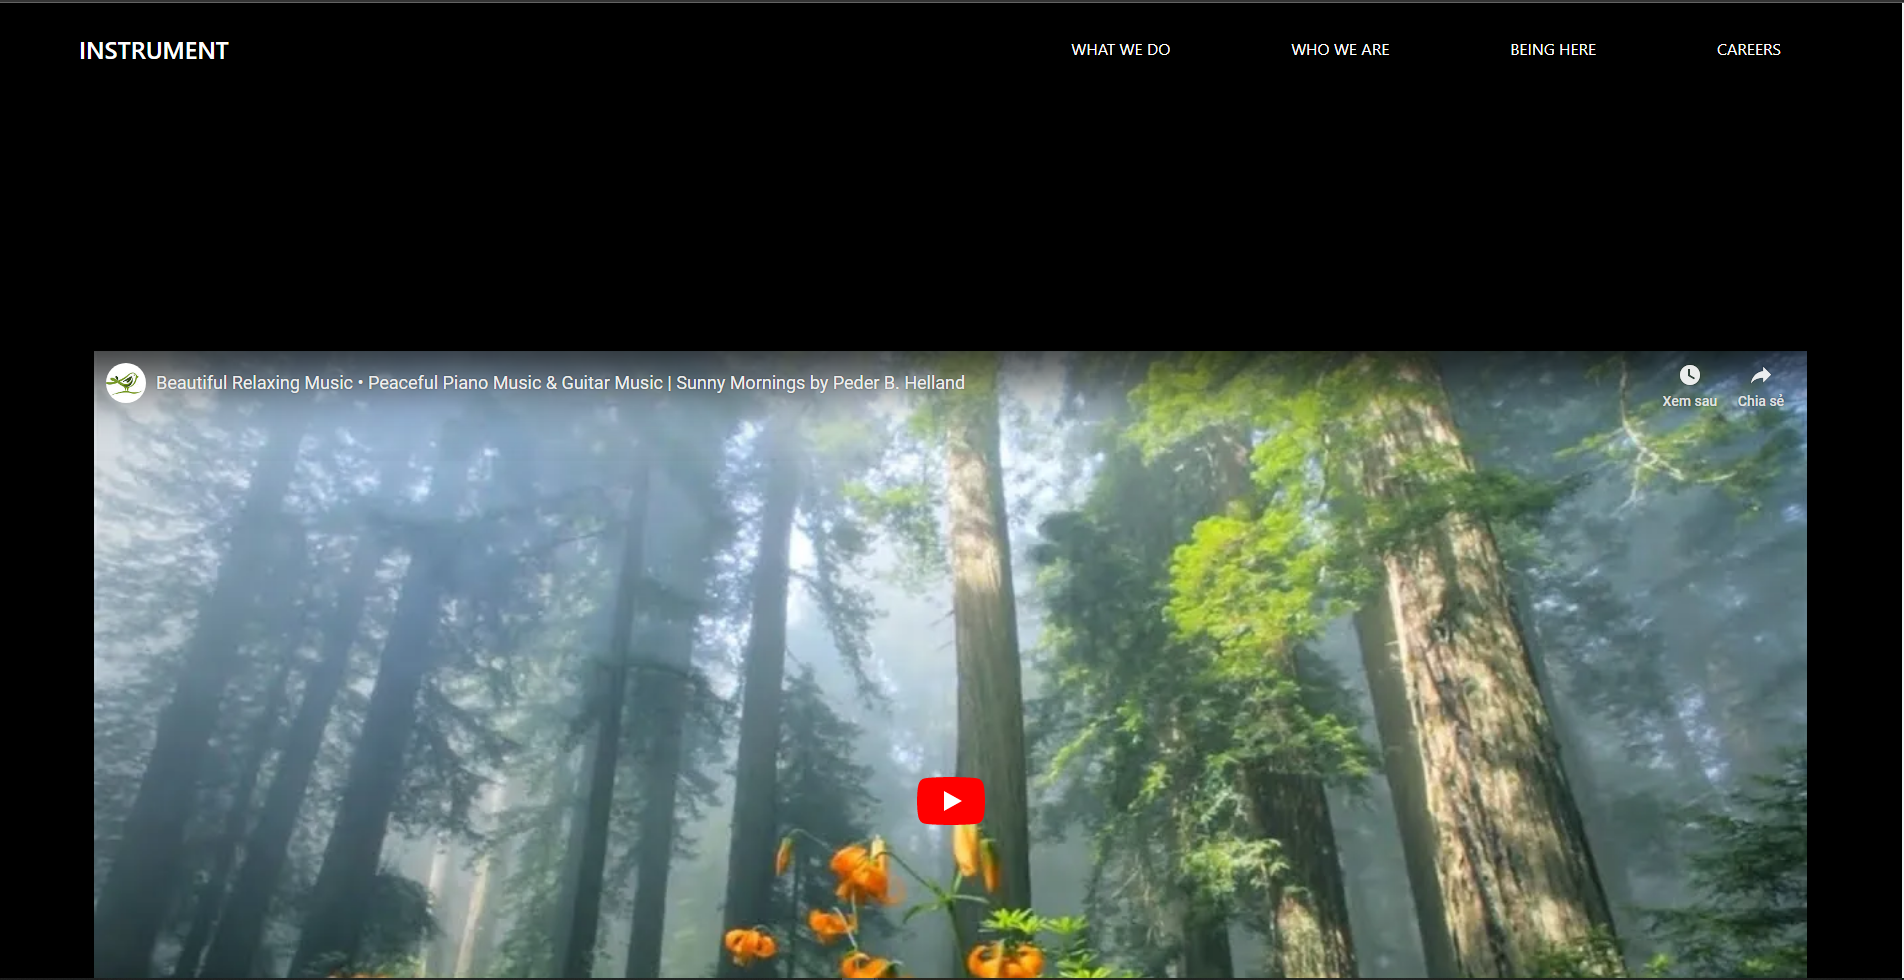 INSTRUMENT
WHAT WE DO
WHO WE ARE
BEING HERE
CAREERS
Beautiful Relaxing Music • Peaceful Piano Music & Guitar Music | Sunny Mornings by Peder B. Helland
Xem sau
Chia sẻ